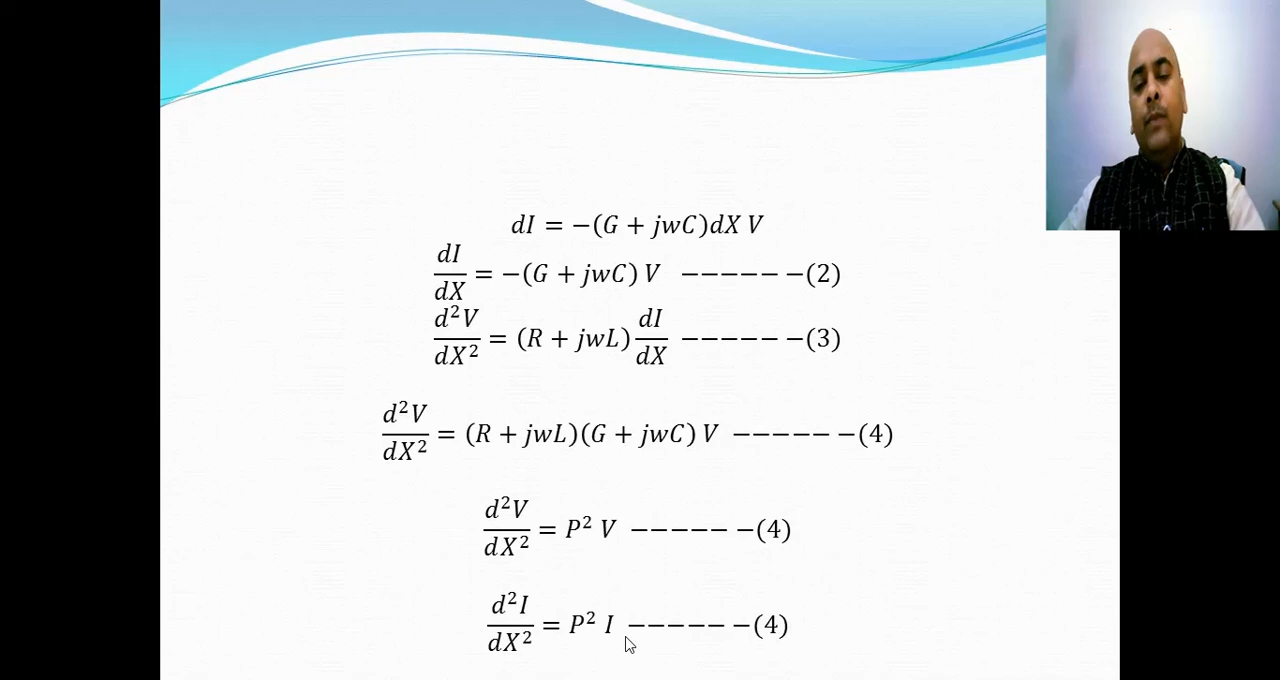 dI = −(G + jwC)dX V
dI/dX = −(G + jwC) V − − − − − −(2)
d²V/dX² = (R + jwL) dI/dX − − − − − −(3)
d²V/dX² = (R + jwL)(G + jwC) V − − − − − −(4)
d²V/dX² = P² V − − − − − −(4)
d²I/dX² = P² I − − − − − −(4)